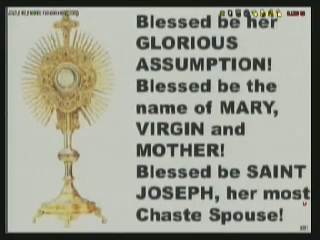 Blessed be her
GLORIOUS
ASSUMPTION!
Blessed be the
name of MARY,
VIRGIN and
MOTHER!
Blessed be SAINT
JOSEPH, her most
Chaste Spouse!